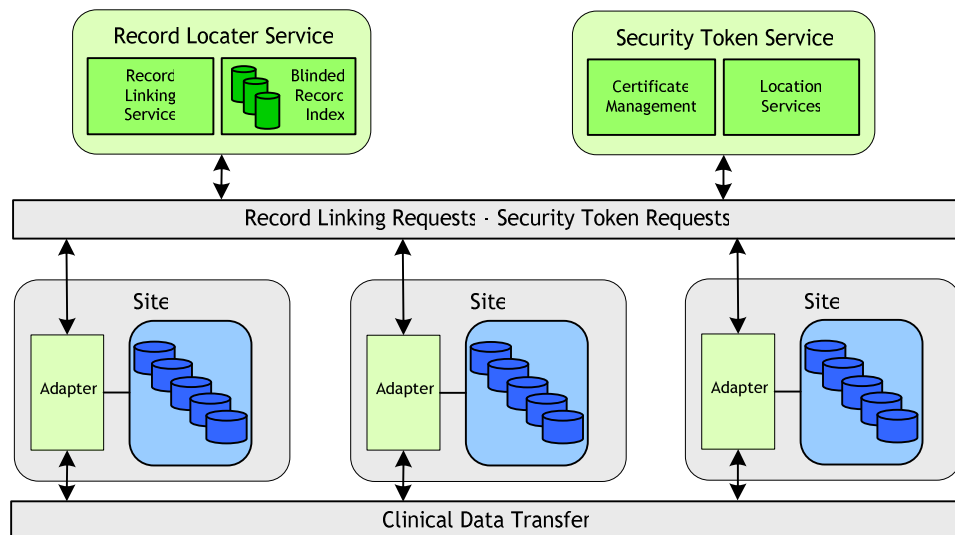 Record Locater Service
Record
Linking
Service
Blinded
Record
Index
Security Token Service
Certificate
Management
Location
Services
Record Linking Requests - Security Token Requests
Site
Adapter
Site
Adapter
Site
Adapter
Clinical Data Transfer